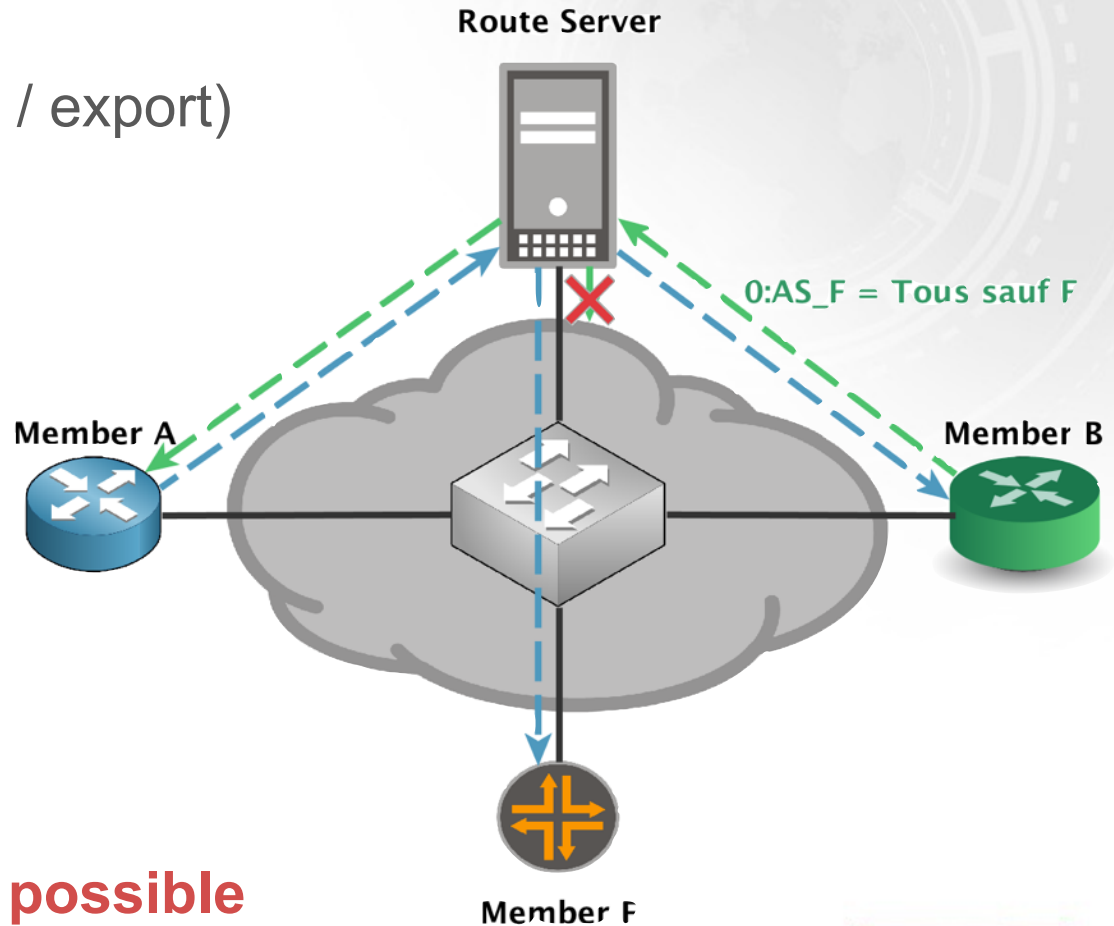 Route Server
/ export)
0:AS_F = Tous sauf F
Member A
Member B
possible
Member F